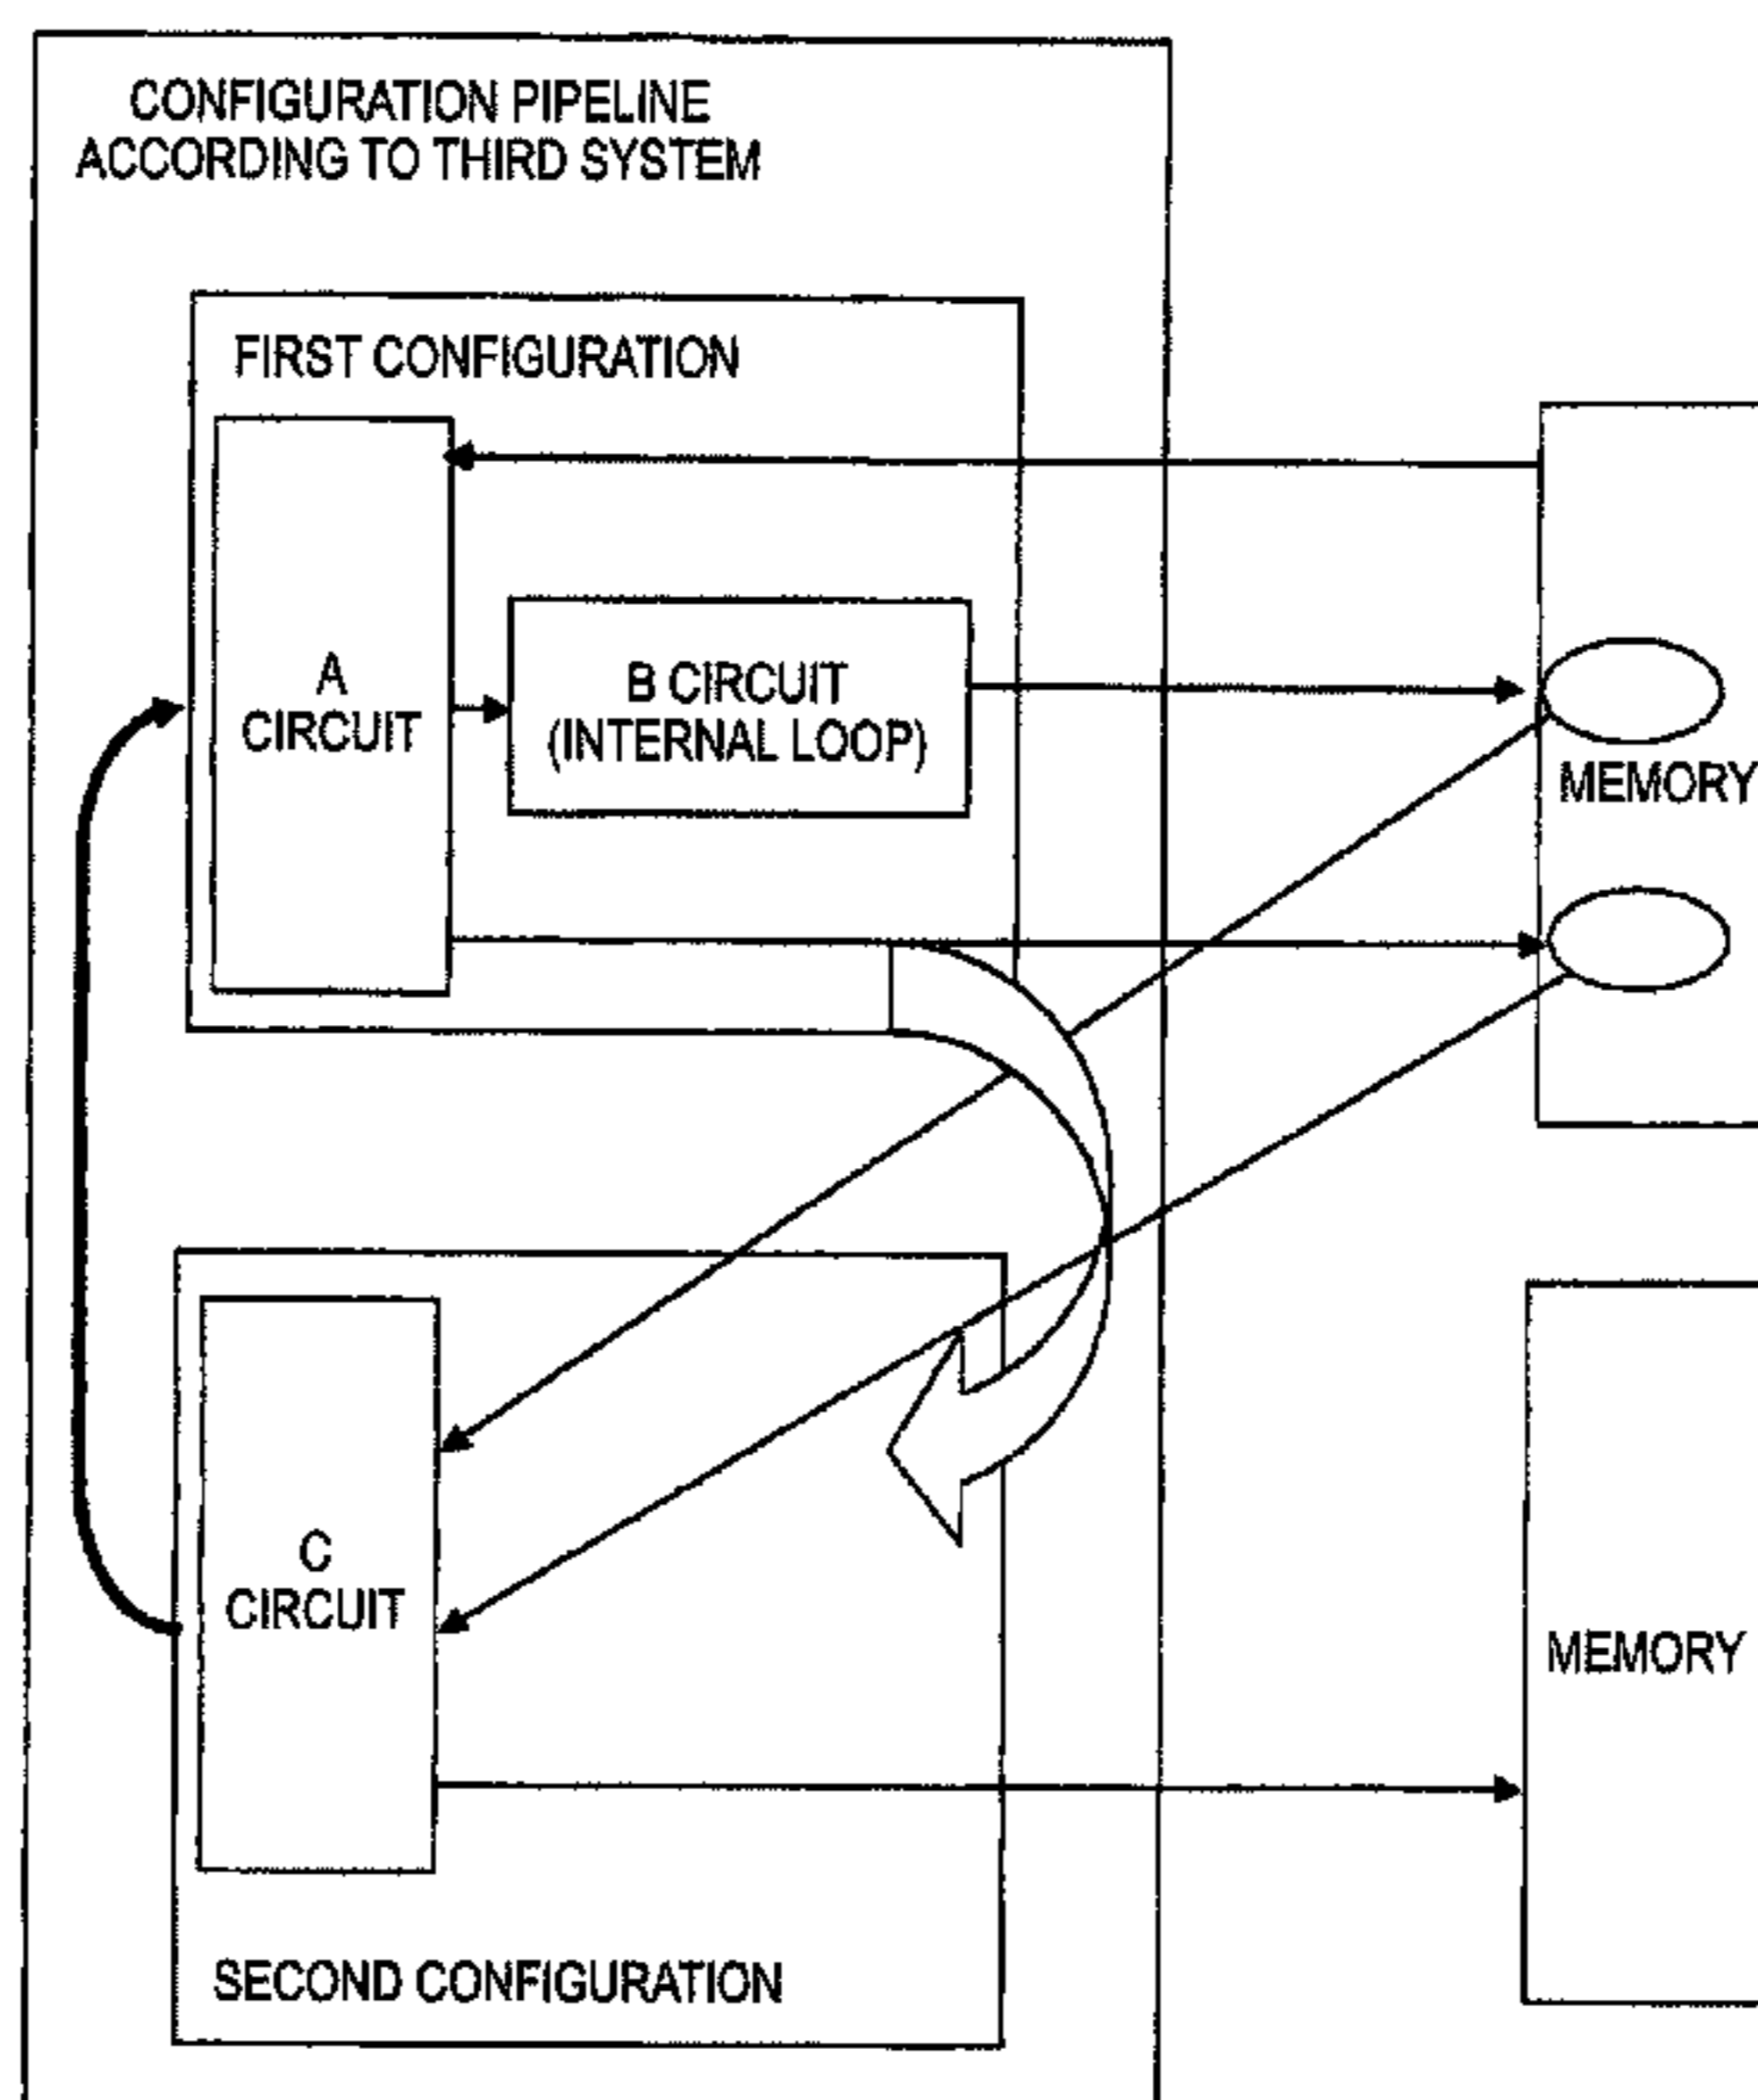 CONFIGURATION PIPELINE
ACCORDING TO THIRD SYSTEM
FIRST CONFIGURATION
A
CIRCUIT
B CIRCUIT
(INTERNAL LOOP)
MEMORY
C
CIRCUIT
MEMORY
SECOND CONFIGURATION